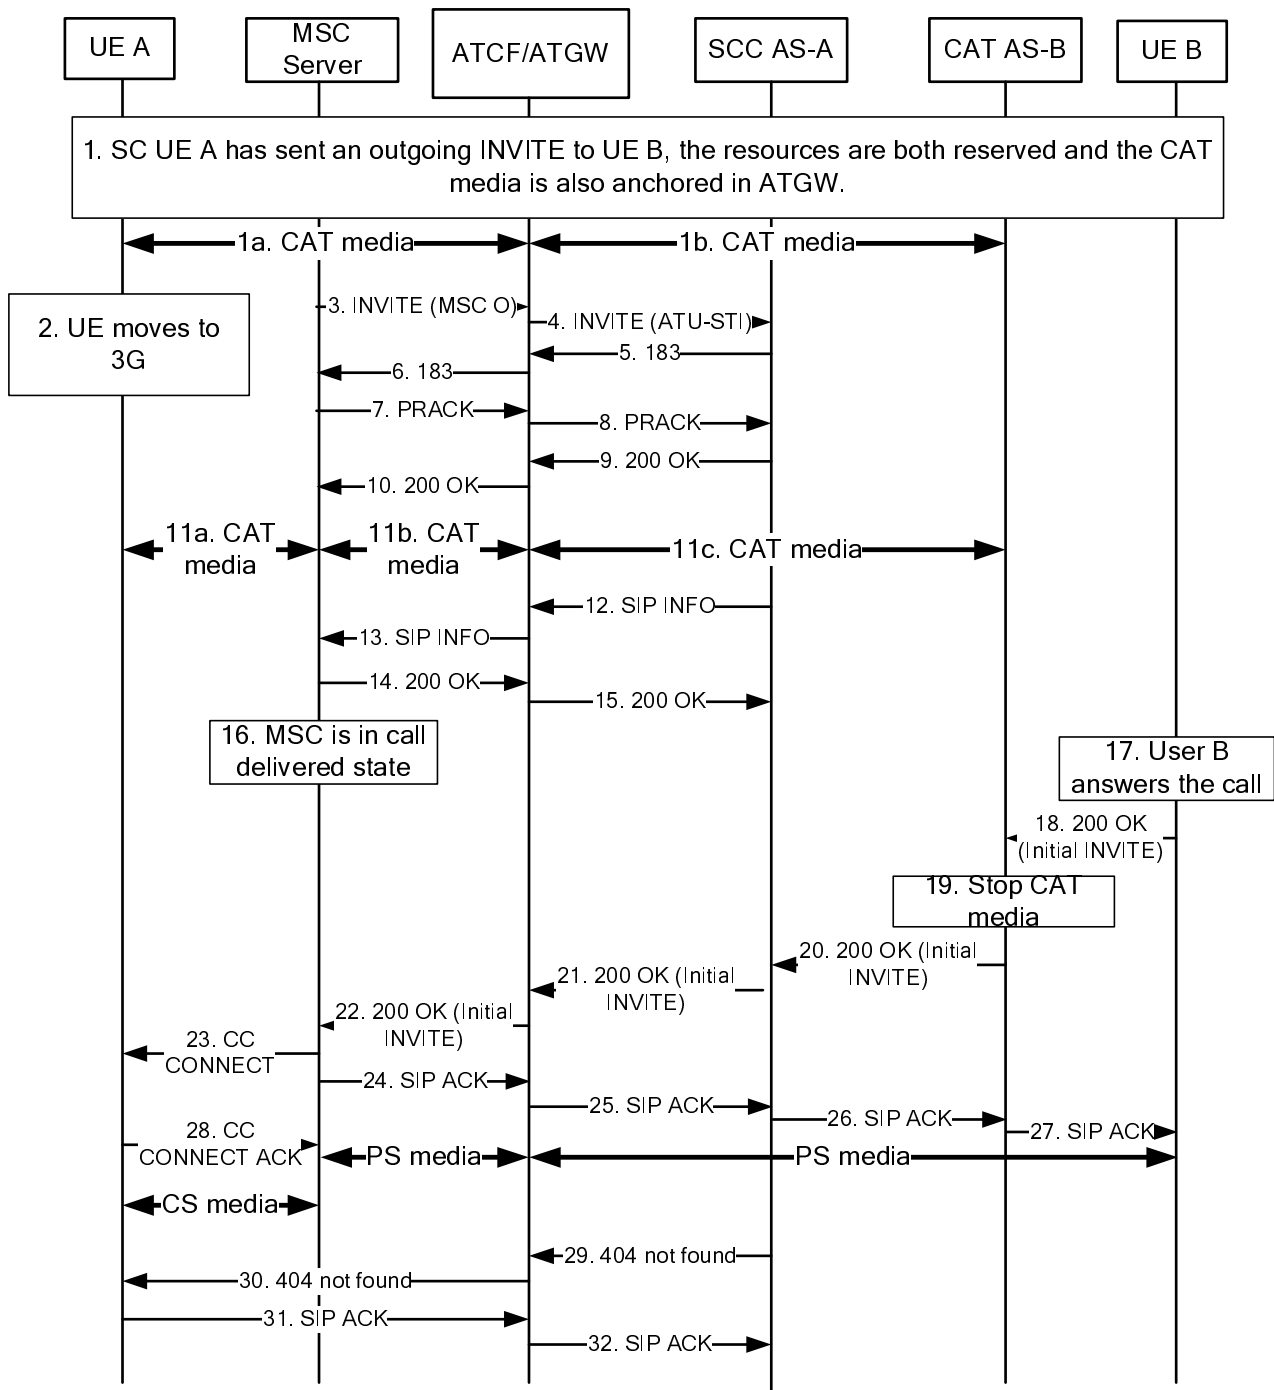 UE A
MSC
Server
ATCF/ATGW
SCC AS-A
CAT AS-B
UE B
1. SC UE A has sent an outgoing INVITE to UE B, the resources are both reserved and the CAT
media is also anchored in ATGW.
1a. CAT media
1b. CAT media
2. UE moves to
3G
3. INVITE (MSC O)
4. INVITE (ATU-STI)
5. 183
6. 183
7. PRACK
8. PRACK
9. 200 OK
10. 200 OK
11a. CAT
media
11b. CAT
media
11c. CAT media
12. SIP INFO
13. SIP INFO
14. 200 OK
15. 200 OK
16. MSC is in call
delivered state
17. User B
answers the call
18. 200 OK
(Initial INVITE)
19. Stop CAT
media
20. 200 OK (Initial
INVITE)
21. 200 OK (Initial
INVITE)
22. 200 OK (Initial
INVITE)
23. CC
CONNECT
24. SIP ACK
25. SIP ACK
26. SIP ACK
27. SIP ACK
28. CC
CONNECT ACK
PS media
PS media
CS media
29. 404 not found
30. 404 not found
31. SIP ACK
32. SIP ACK